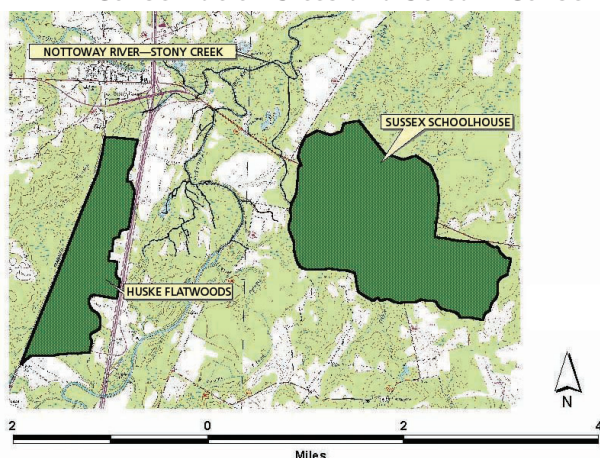 NOTTOWAY RIVER—STONY CREEK
SUSSEX SCHOOLHOUSE
HUSKE FLATWOODS
N
2 0 2 4
Miles